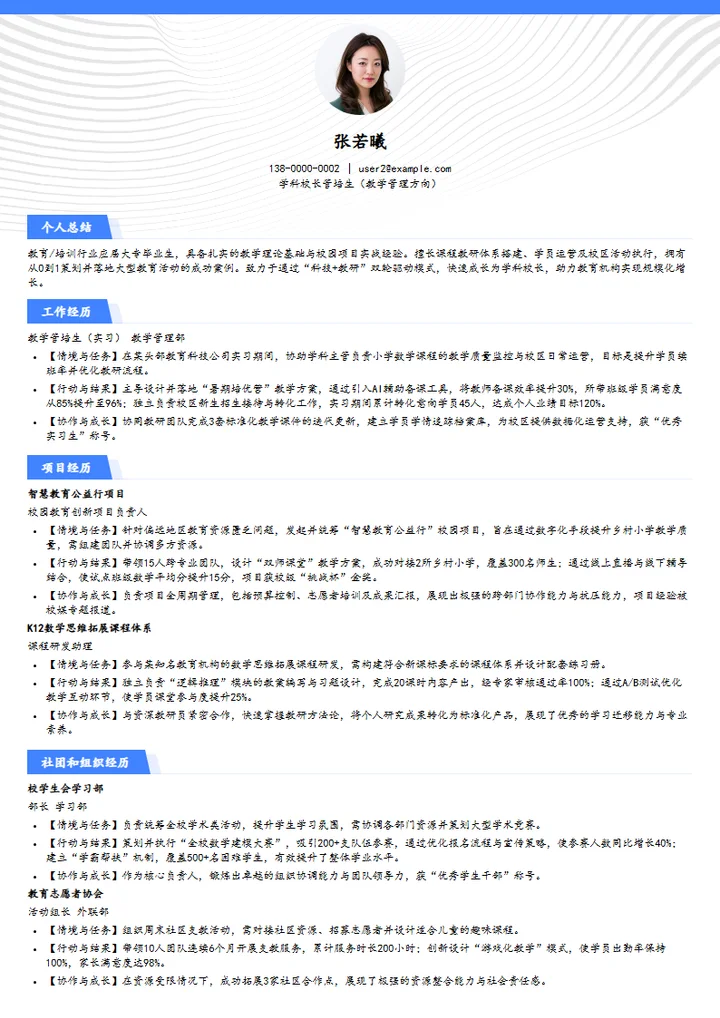 张若曦
138-0000-0002 | user2@example.com
学科校长管培生（教学管理方向）
个人总结
教育/培训行业应届大专毕业生，具备扎实的教学理论基础与校园项目实战经验。擅长课程教研体系搭建、学员运营及校区活动执行，拥有
从0到1策划并落地大型教育活动的成功案例。致力于通过“科技+教研”双轮驱动模式，快速成长为学科校长，助力教育机构实现规模化增
长。
工作经历
教学管培生（实习） 教学管理部
• 【情境与任务】在某头部教育科技公司实习期间，协助学科主管负责小学数学课程的教学质量监控与校区日常运营，目标是提升学员续
班率并优化教研流程。
• 【行动与结果】主导设计并落地“暑期培优营”教学方案，通过引入AI辅助备课工具，将教师备课效率提升30%，所带班级学员满意度
从85%提升至96%；独立负责校区新生招生接待与转化工作，实习期间累计转化意向学员45人，达成个人业绩目标120%。
• 【协作与成长】协同教研团队完成3套标准化教学课件的迭代更新，建立学员学情追踪档案库，为校区提供数据化运营支持，获“优秀
实习生”称号。
项目经历
智慧教育公益行项目
校园教育创新项目负责人
• 【情境与任务】针对偏远地区教育资源匮乏问题，发起并统筹“智慧教育公益行”校园项目，旨在通过数字化手段提升乡村小学教学质
量，需组建团队并协调多方资源。
• 【行动与结果】带领15人跨专业团队，设计“双师课堂”教学方案，成功对接2所乡村小学，覆盖300名师生；通过线上直播与线下辅导
结合，使试点班级数学平均分提升15分，项目获校级“挑战杯”金奖。
• 【协作与成长】负责项目全周期管理，包括预算控制、志愿者培训及成果汇报，展现出极强的跨部门协作能力与抗压能力，项目经验被
校媒专题报道。
K12数学思维拓展课程体系
课程研发助理
• 【情境与任务】参与某知名教育机构的数学思维拓展课程研发，需构建符合新课标要求的课程体系并设计配套练习册。
• 【行动与结果】独立负责“逻辑推理”模块的教案编写与习题设计，完成20课时内容产出，经专家审核通过率100%；通过A/B测试优化
教学互动环节，使学员课堂参与度提升25%。
• 【协作与成长】与资深教研员紧密合作，快速掌握教研方法论，将个人研究成果转化为标准化产品，展现了优秀的学习迁移能力与专业
素养。
社团和组织经历
校学生会学习部
部长 学习部
• 【情境与任务】负责统筹全校学术类活动，提升学生学习氛围，需协调各部门资源并策划大型学术竞赛。
• 【行动与结果】策划并执行“全校数学建模大赛”，吸引200+支队伍参赛，通过优化报名流程与宣传策略，使参赛人数同比增长40%；
建立“学霸帮扶”机制，覆盖500+名困难学生，有效提升了整体学业水平。
• 【协作与成长】作为核心负责人，锻炼出卓越的组织协调能力与团队领导力，获“优秀学生干部”称号。
教育志愿者协会
活动组长 外联部
• 【情境与任务】组织周末社区支教活动，需对接社区资源、招募志愿者并设计适合儿童的趣味课程。
• 【行动与结果】带领10人团队连续6个月开展支教服务，累计服务时长200小时；创新设计“游戏化教学”模式，使学员出勤率保持
100%，家长满意度达98%。
• 【协作与成长】在资源受限情况下，成功拓展3家社区合作点，展现了极强的资源整合能力与社会责任感。